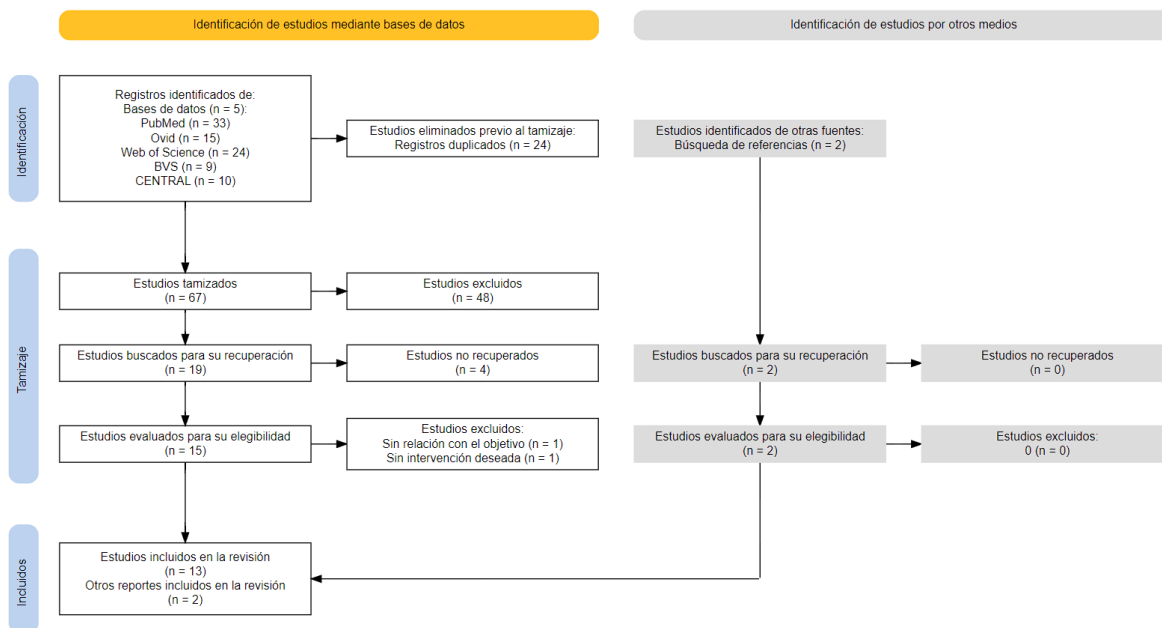 Identificación de estudios mediante bases de datos
Identificación de estudios por otros medios
Identificación
Registros identificados de:
Bases de datos (n = 5):
PubMed (n = 33)
Ovid (n = 15)
Web of Science (n = 24)
BVS (n = 9)
CENTRAL (n = 10)
Estudios eliminados previo al tamizaje:
Registros duplicados (n = 24)
Estudios identificados de otras fuentes:
Búsqueda de referencias (n = 2)
Tamizaje
Estudios tamizados
(n = 67)
Estudios excluidos
(n = 48)
Estudios buscados para su recuperación
(n = 19)
Estudios no recuperados
(n = 4)
Estudios buscados para su recuperación
(n = 2)
Estudios no recuperados
(n = 0)
Estudios evaluados para su elegibilidad
(n = 15)
Estudios excluidos:
Sin relación con el objetivo (n = 1)
Sin intervención deseada (n = 1)
Estudios evaluados para su elegibilidad
(n = 2)
Estudios excluidos:
0 (n = 0)
Incluidos
Estudios incluidos en la revisión
(n = 13)
Otros reportes incluidos en la revisión
(n = 2)